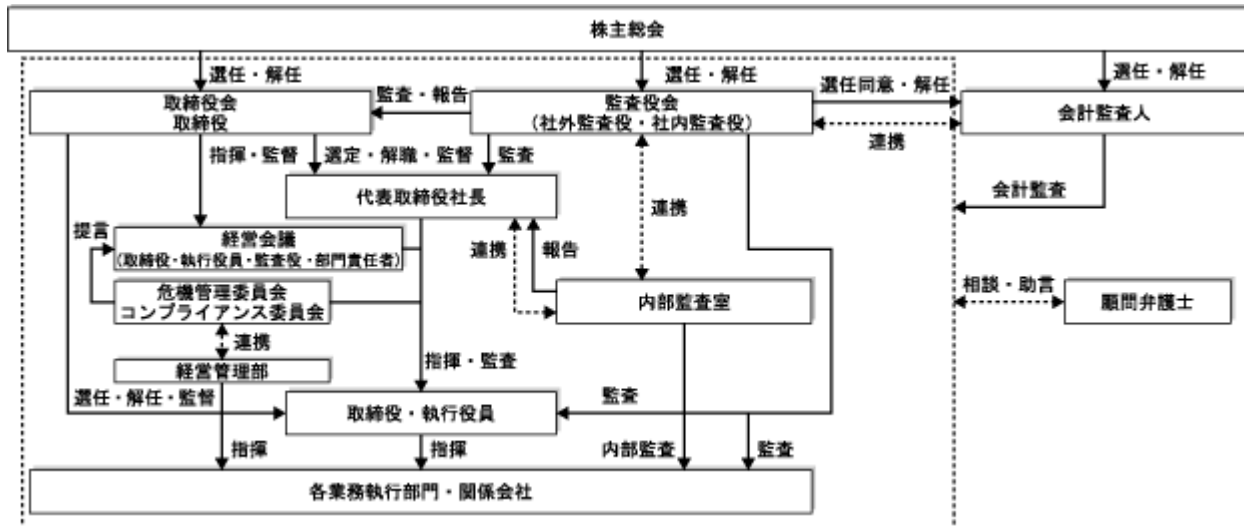 株主総会
選任・解任
選任・解任
選任・解任
取締役会
取締役
監査・報告
監査役会
(社外監査役・社内監査役)
選任同意・解任
連携
会計監査人
指揮・監督
選定・解職・監督
監査
会計監査
代表取締役社長
連携
提言
経営会議
(取締役・執行役員・監査役・部門責任者)
連携
報告
危機管理委員会
コンプライアンス委員会
内部監査室
相談・助言
顧問弁護士
連携
経営管理部
指揮・監査
選任・解任・監督
取締役・執行役員
監査
指揮
指揮
内部監査
監査
各業務執行部門・関係会社